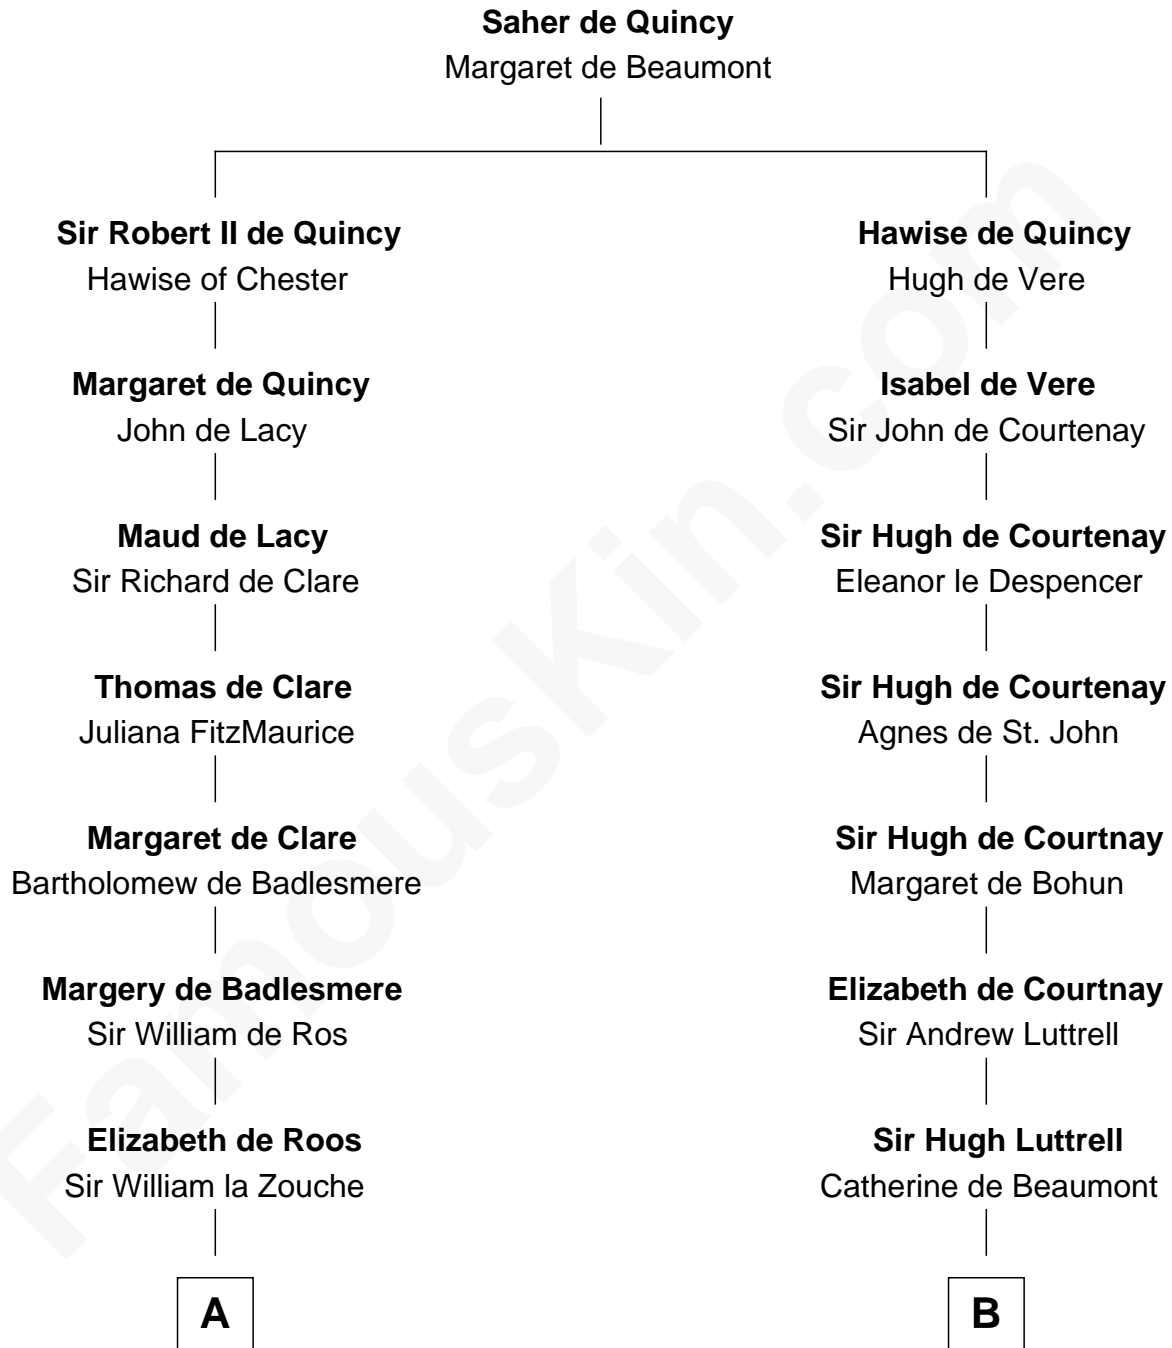 Saher de Quincy
Margaret de Beaumont
Sir Robert II de Quincy
Hawise of Chester
Hawise de Quincy
Hugh de Vere
Margaret de Quincy
John de Lacy
Isabel de Vere
Sir John de Courtenay
Maud de Lacy
Sir Richard de Clare
Sir Hugh de Courtenay
Eleanor le Despencer
Thomas de Clare
Juliana FitzMaurice
Sir Hugh de Courtenay
Agnes de St. John
Margaret de Clare
Bartholomew de Badlesmere
Sir Hugh de Courtnay
Margaret de Bohun
Margery de Badlesmere
Sir William de Ros
Elizabeth de Courtnay
Sir Andrew Luttrell
Elizabeth de Roos
Sir William la Zouche
Sir Hugh Luttrell
Catherine de Beaumont
A
B
FamousKin.com